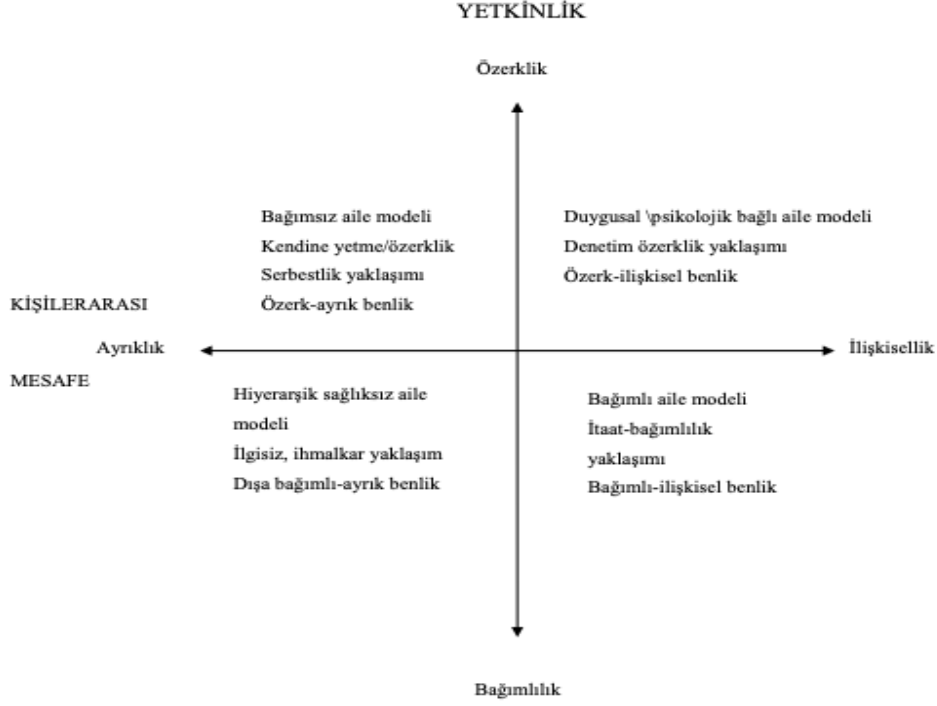 YETKİNLİK
Özerklik
Bağımsız aile modeli
Kendine yetme/özerklik
Serbestlik yaklaşımı
Özerk-ayrık benlik
Duygusal \psikolojik bağlı aile modeli
Denetim özerklik yaklaşımı
Özerk-ilişkisel benlik
KİŞİLERARASI
Ayrıklık
İlişkisellik
MESAFE
Hiyerarşik sağlıksız aile
modeli
İlgisiz, ihmalkar yaklaşım
Dışa bağımlı-ayrık benlik
Bağımlı aile modeli
İtaat-bağımlılık
yaklaşımı
Bağımlı-ilişkisel benlik
Bağımlılık